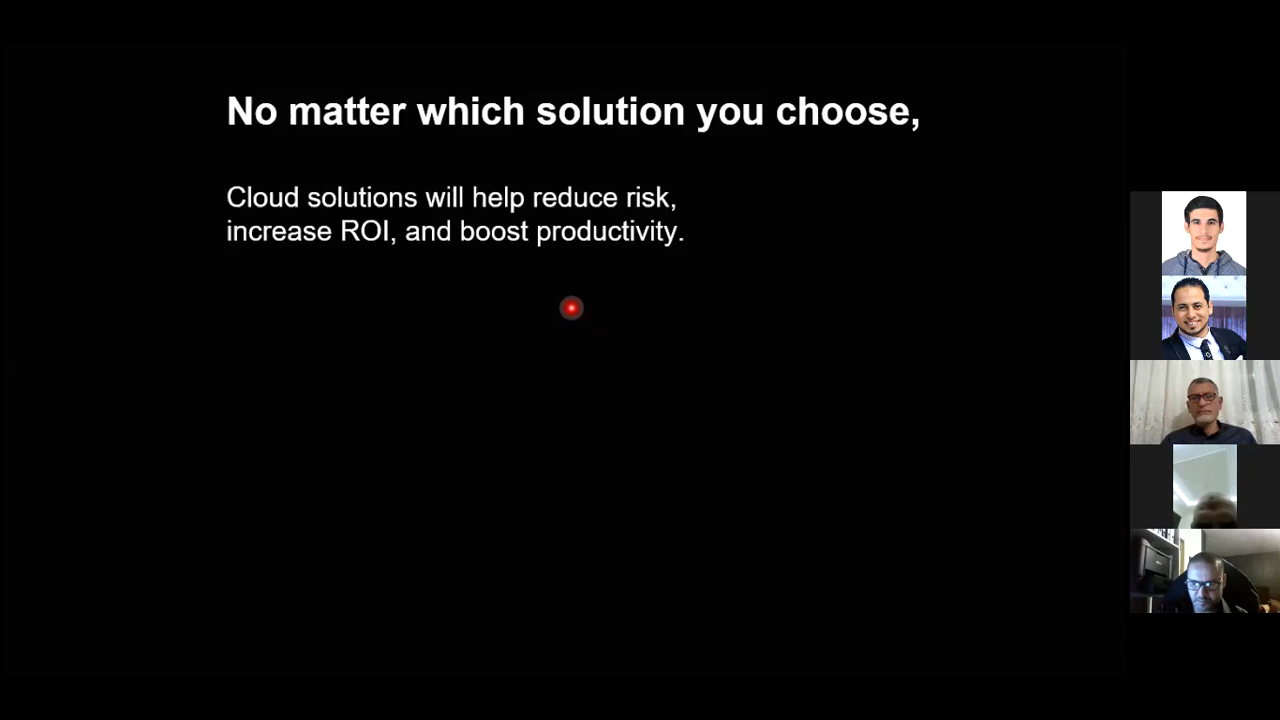 No matter which solution you choose,
Cloud solutions will help reduce risk,
increase ROI, and boost productivity.